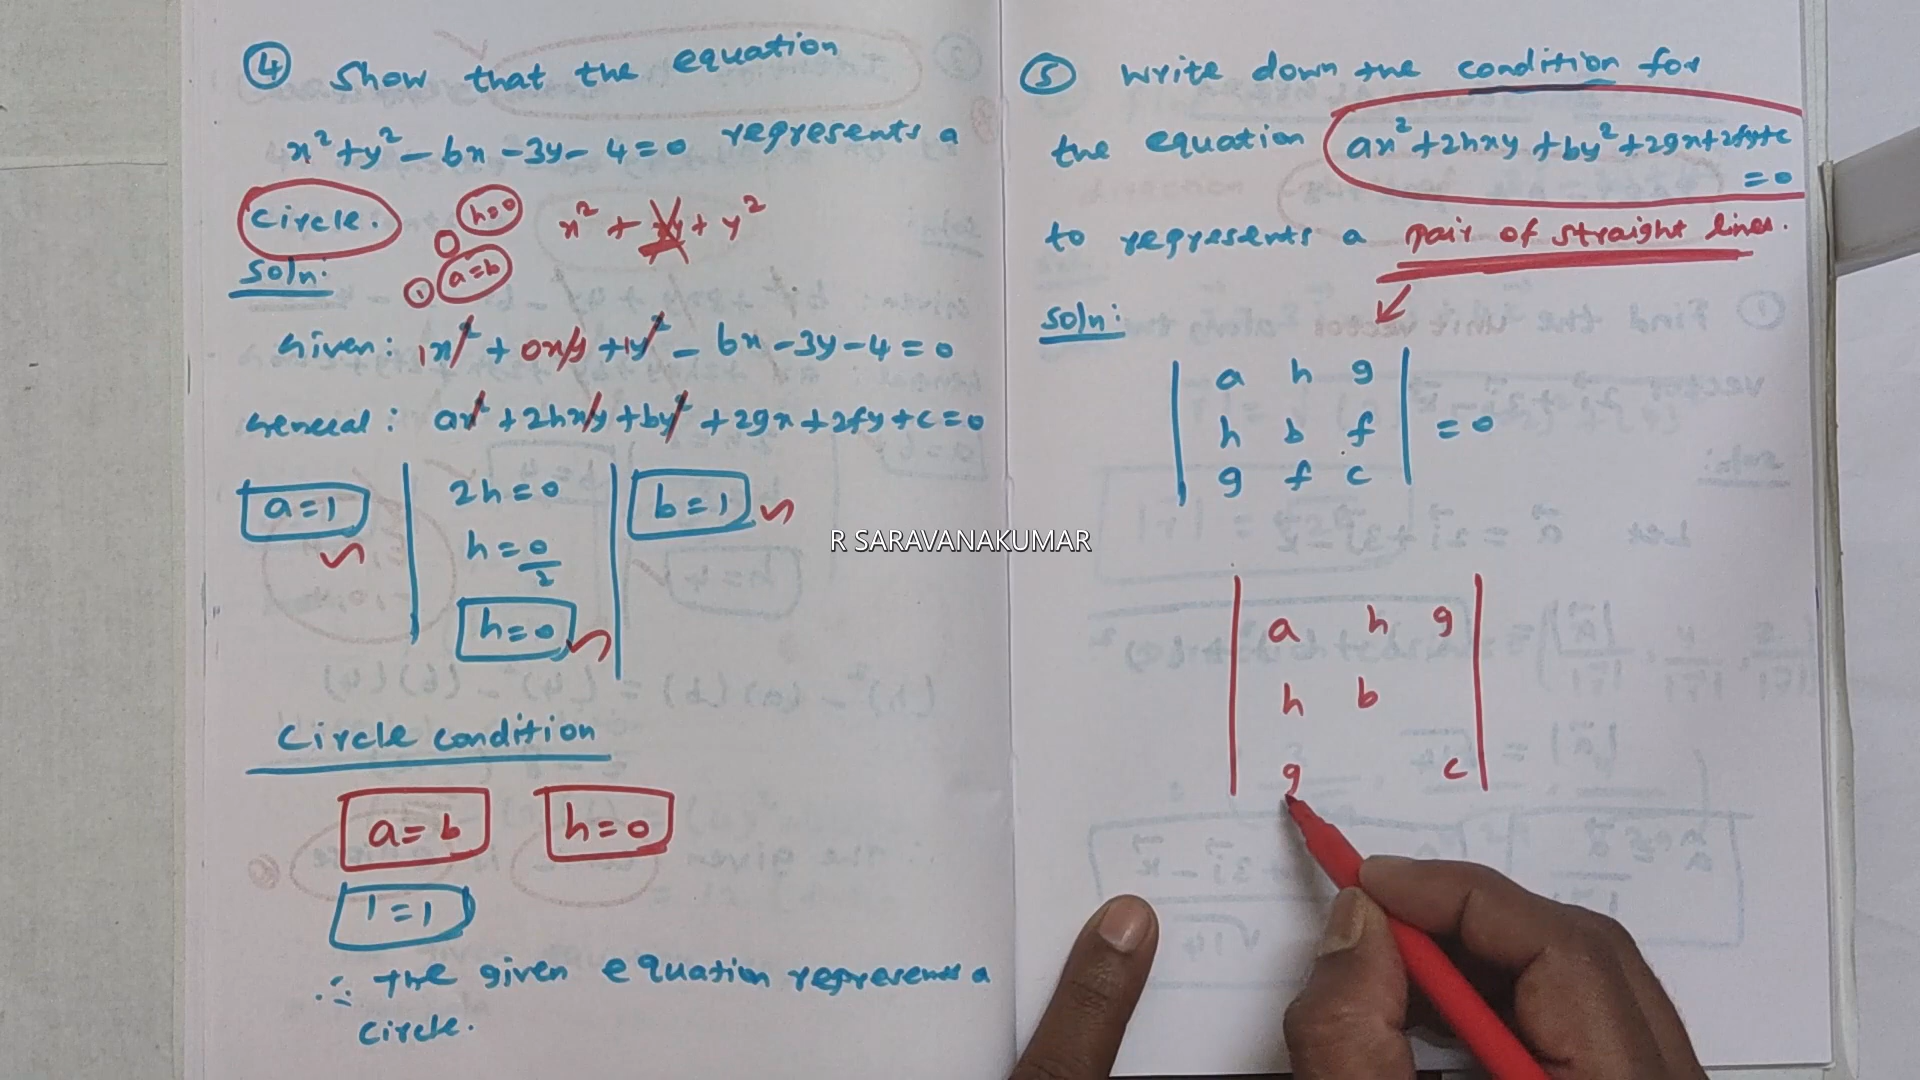 ④ Show that the equation
x² + y² - 6x - 3y - 4 = 0 represents a
circle.
h=0
x² + xy + y²
① a=b
Soln:
Given: 1x² + 0xy + 1y² - 6x - 3y - 4 = 0
General: ax² + 2hxy + by² + 2gx + 2fy + c = 0
a=1 | 2h=0 | b=1
h=0/2
h=0
Circle condition
a=b h=0
1=1
∴ The given equation represents a
circle.
⑤ Write down the condition for
the equation ax² + 2hxy + by² + 2gx + 2fy + c
=0
to represents a pair of straight lines.
Soln:
| a h g |
| h b f | = 0
| g f c |
R SARAVANAKUMAR
| a h g |
| h b |
| g c |